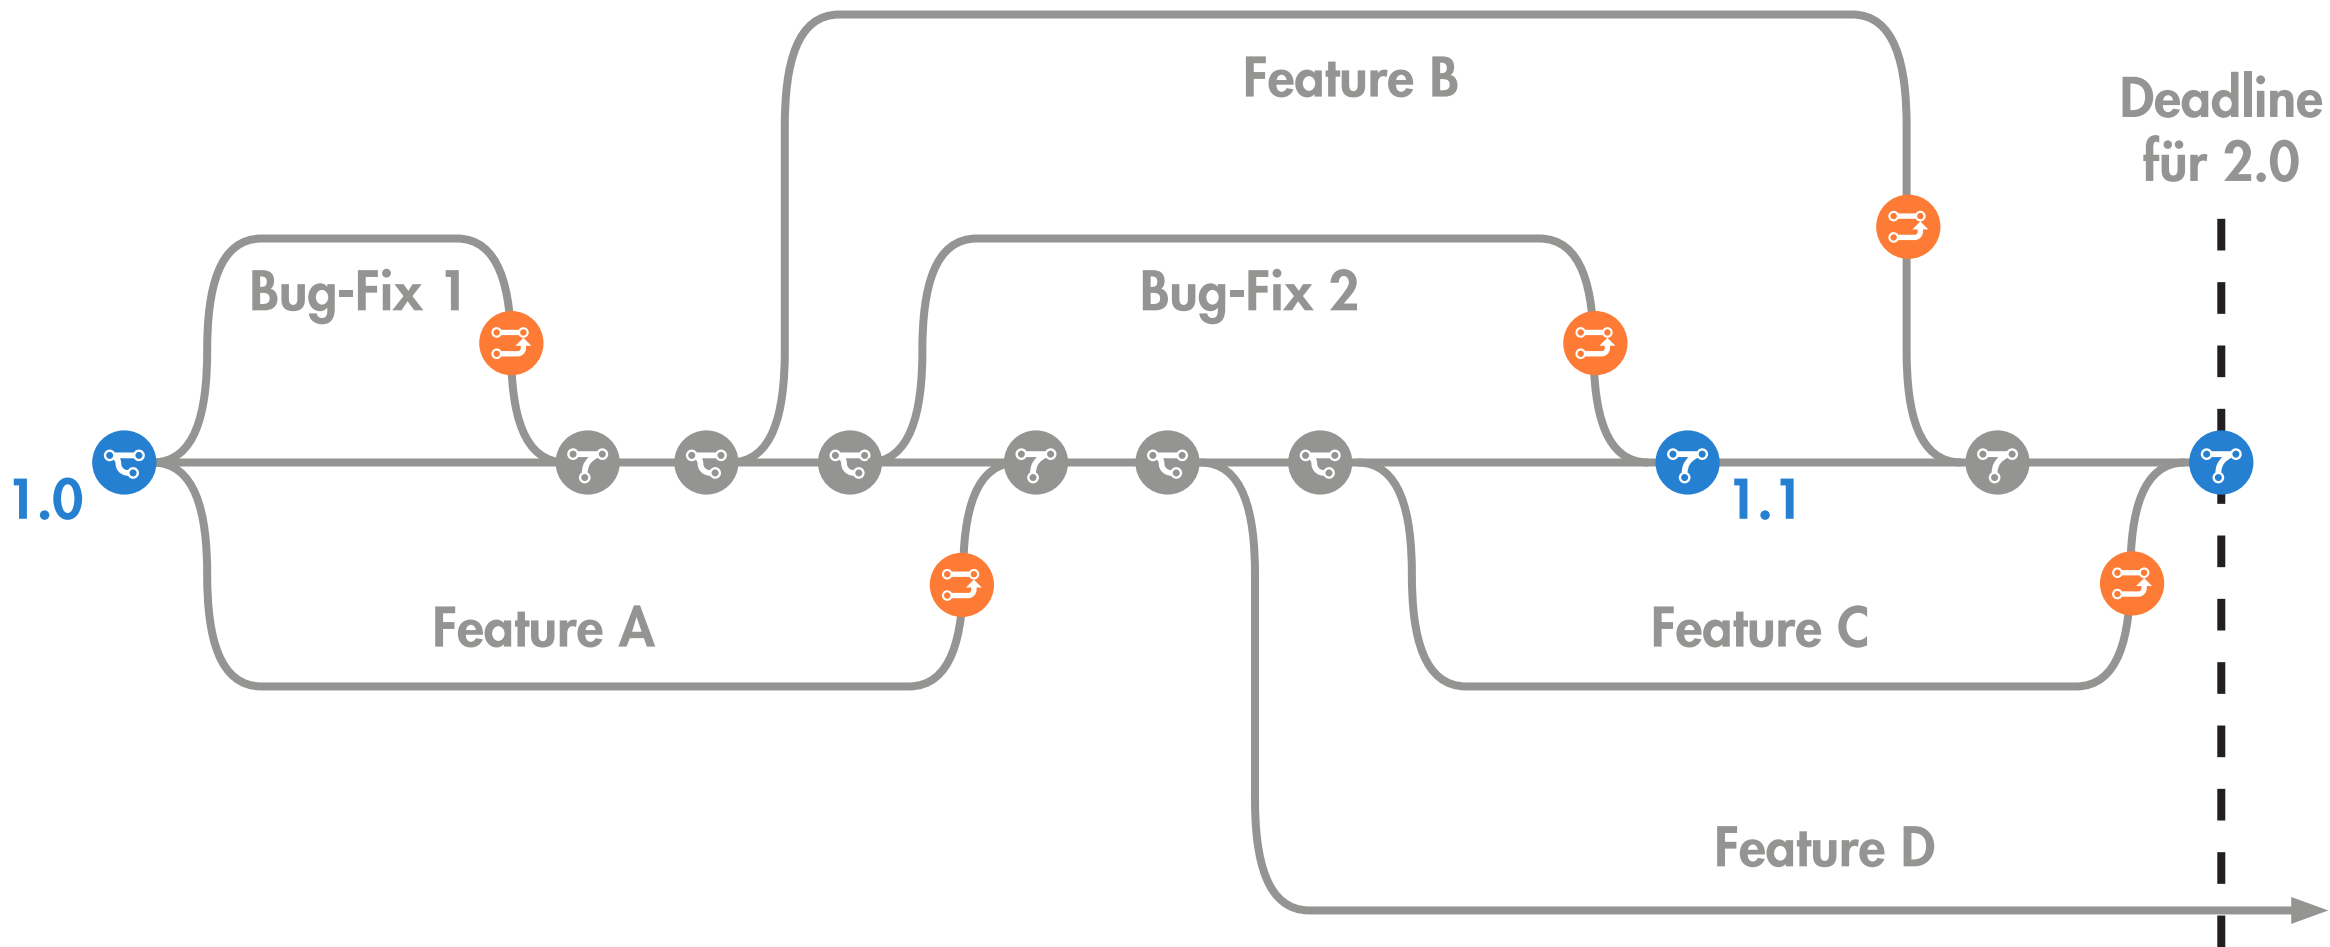 Feature B
Deadline
für 2.0
Bug-Fix 1
Bug-Fix 2
1.0
1.1
Feature A
Feature C
Feature D